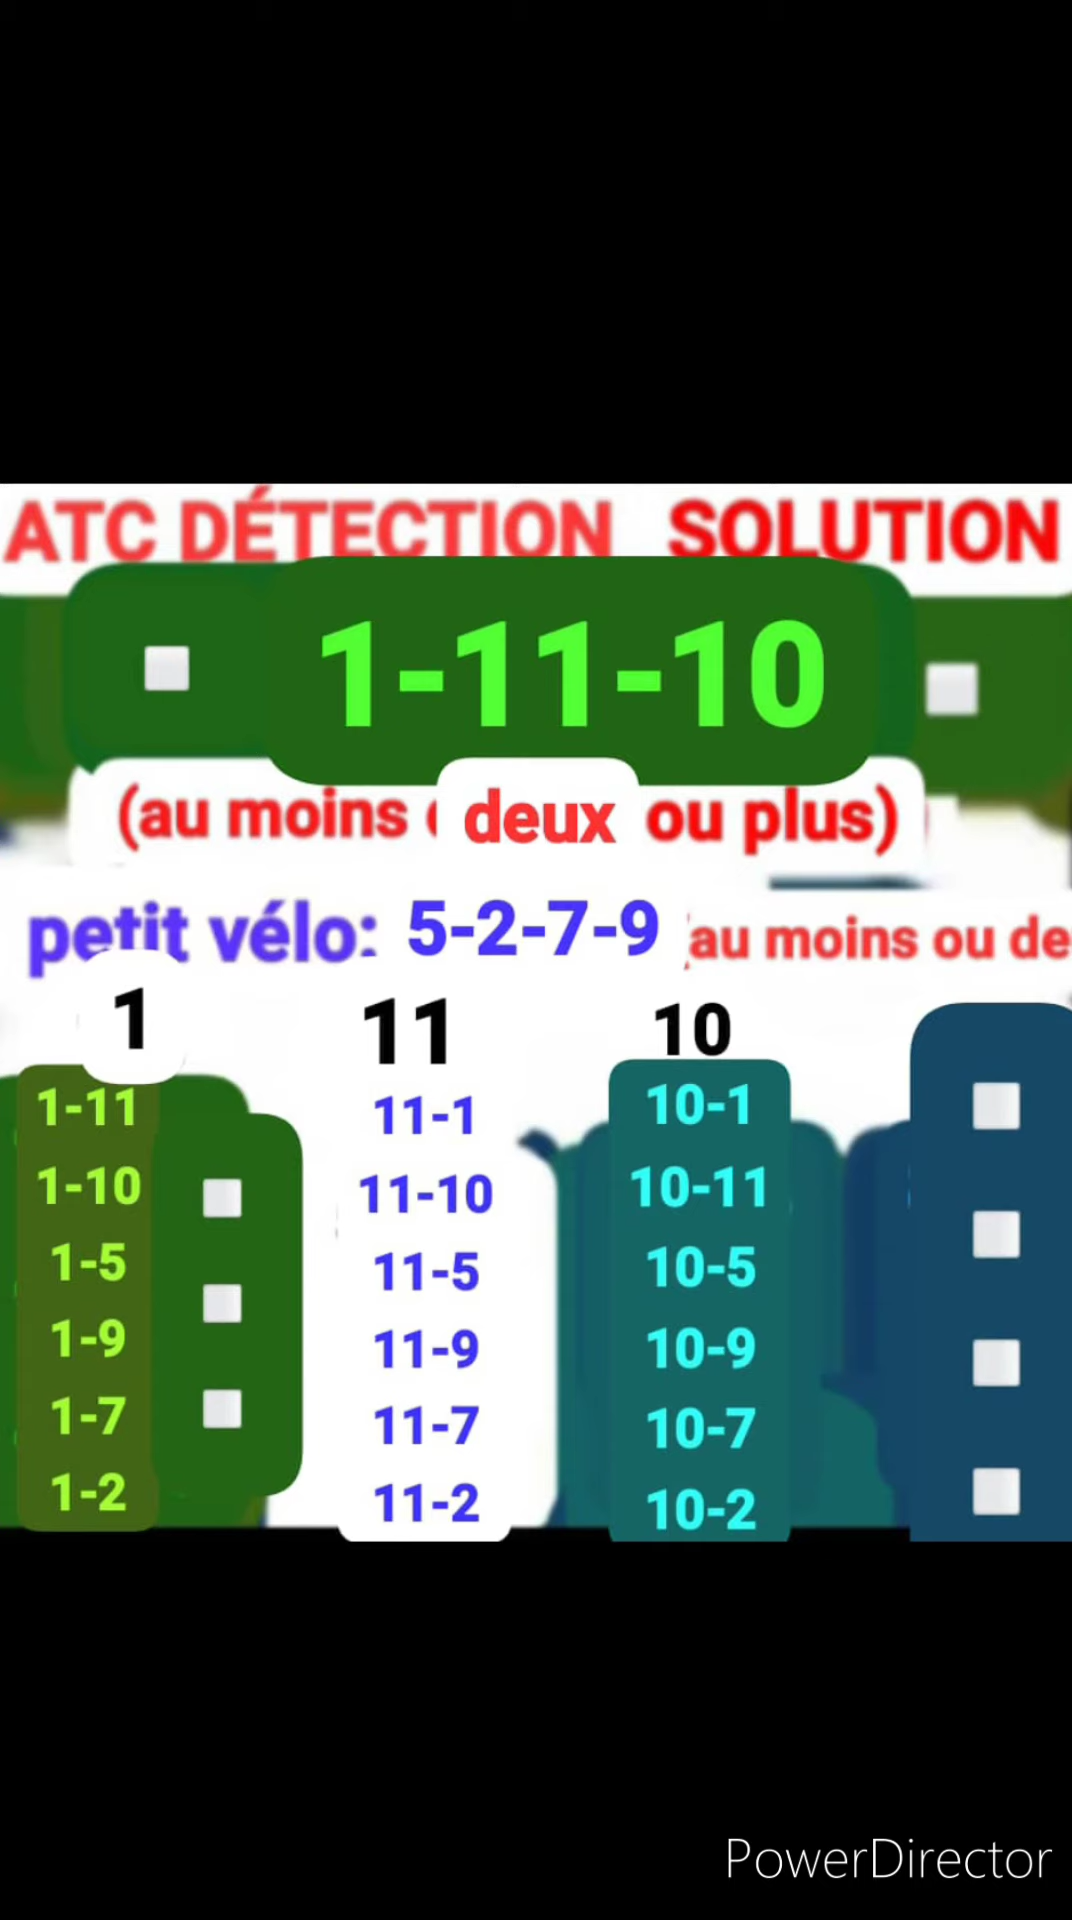 ATC DÉTECTION SOLUTION
1-11-10
(au moins deux ou plus)
petit vélo: 5-2-7-9 au moins ou de
1 11 10
1-11 11-1 10-1
1-10 11-10 10-11
1-5 11-5 10-5
1-9 11-9 10-9
1-7 11-7 10-7
1-2 11-2 10-2
PowerDirector